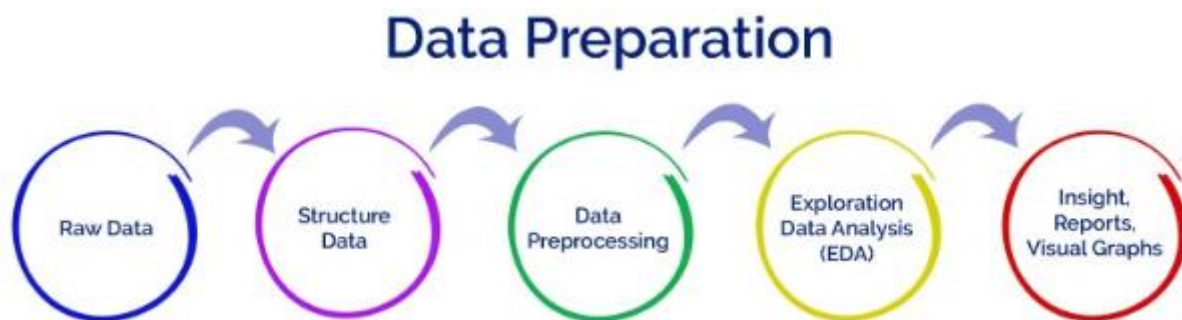 Data Preparation
Raw Data
Structure
Data
Data
Preprocessing
Exploration
Data Analysis
(EDA)
Insight,
Reports,
Visual Graphs